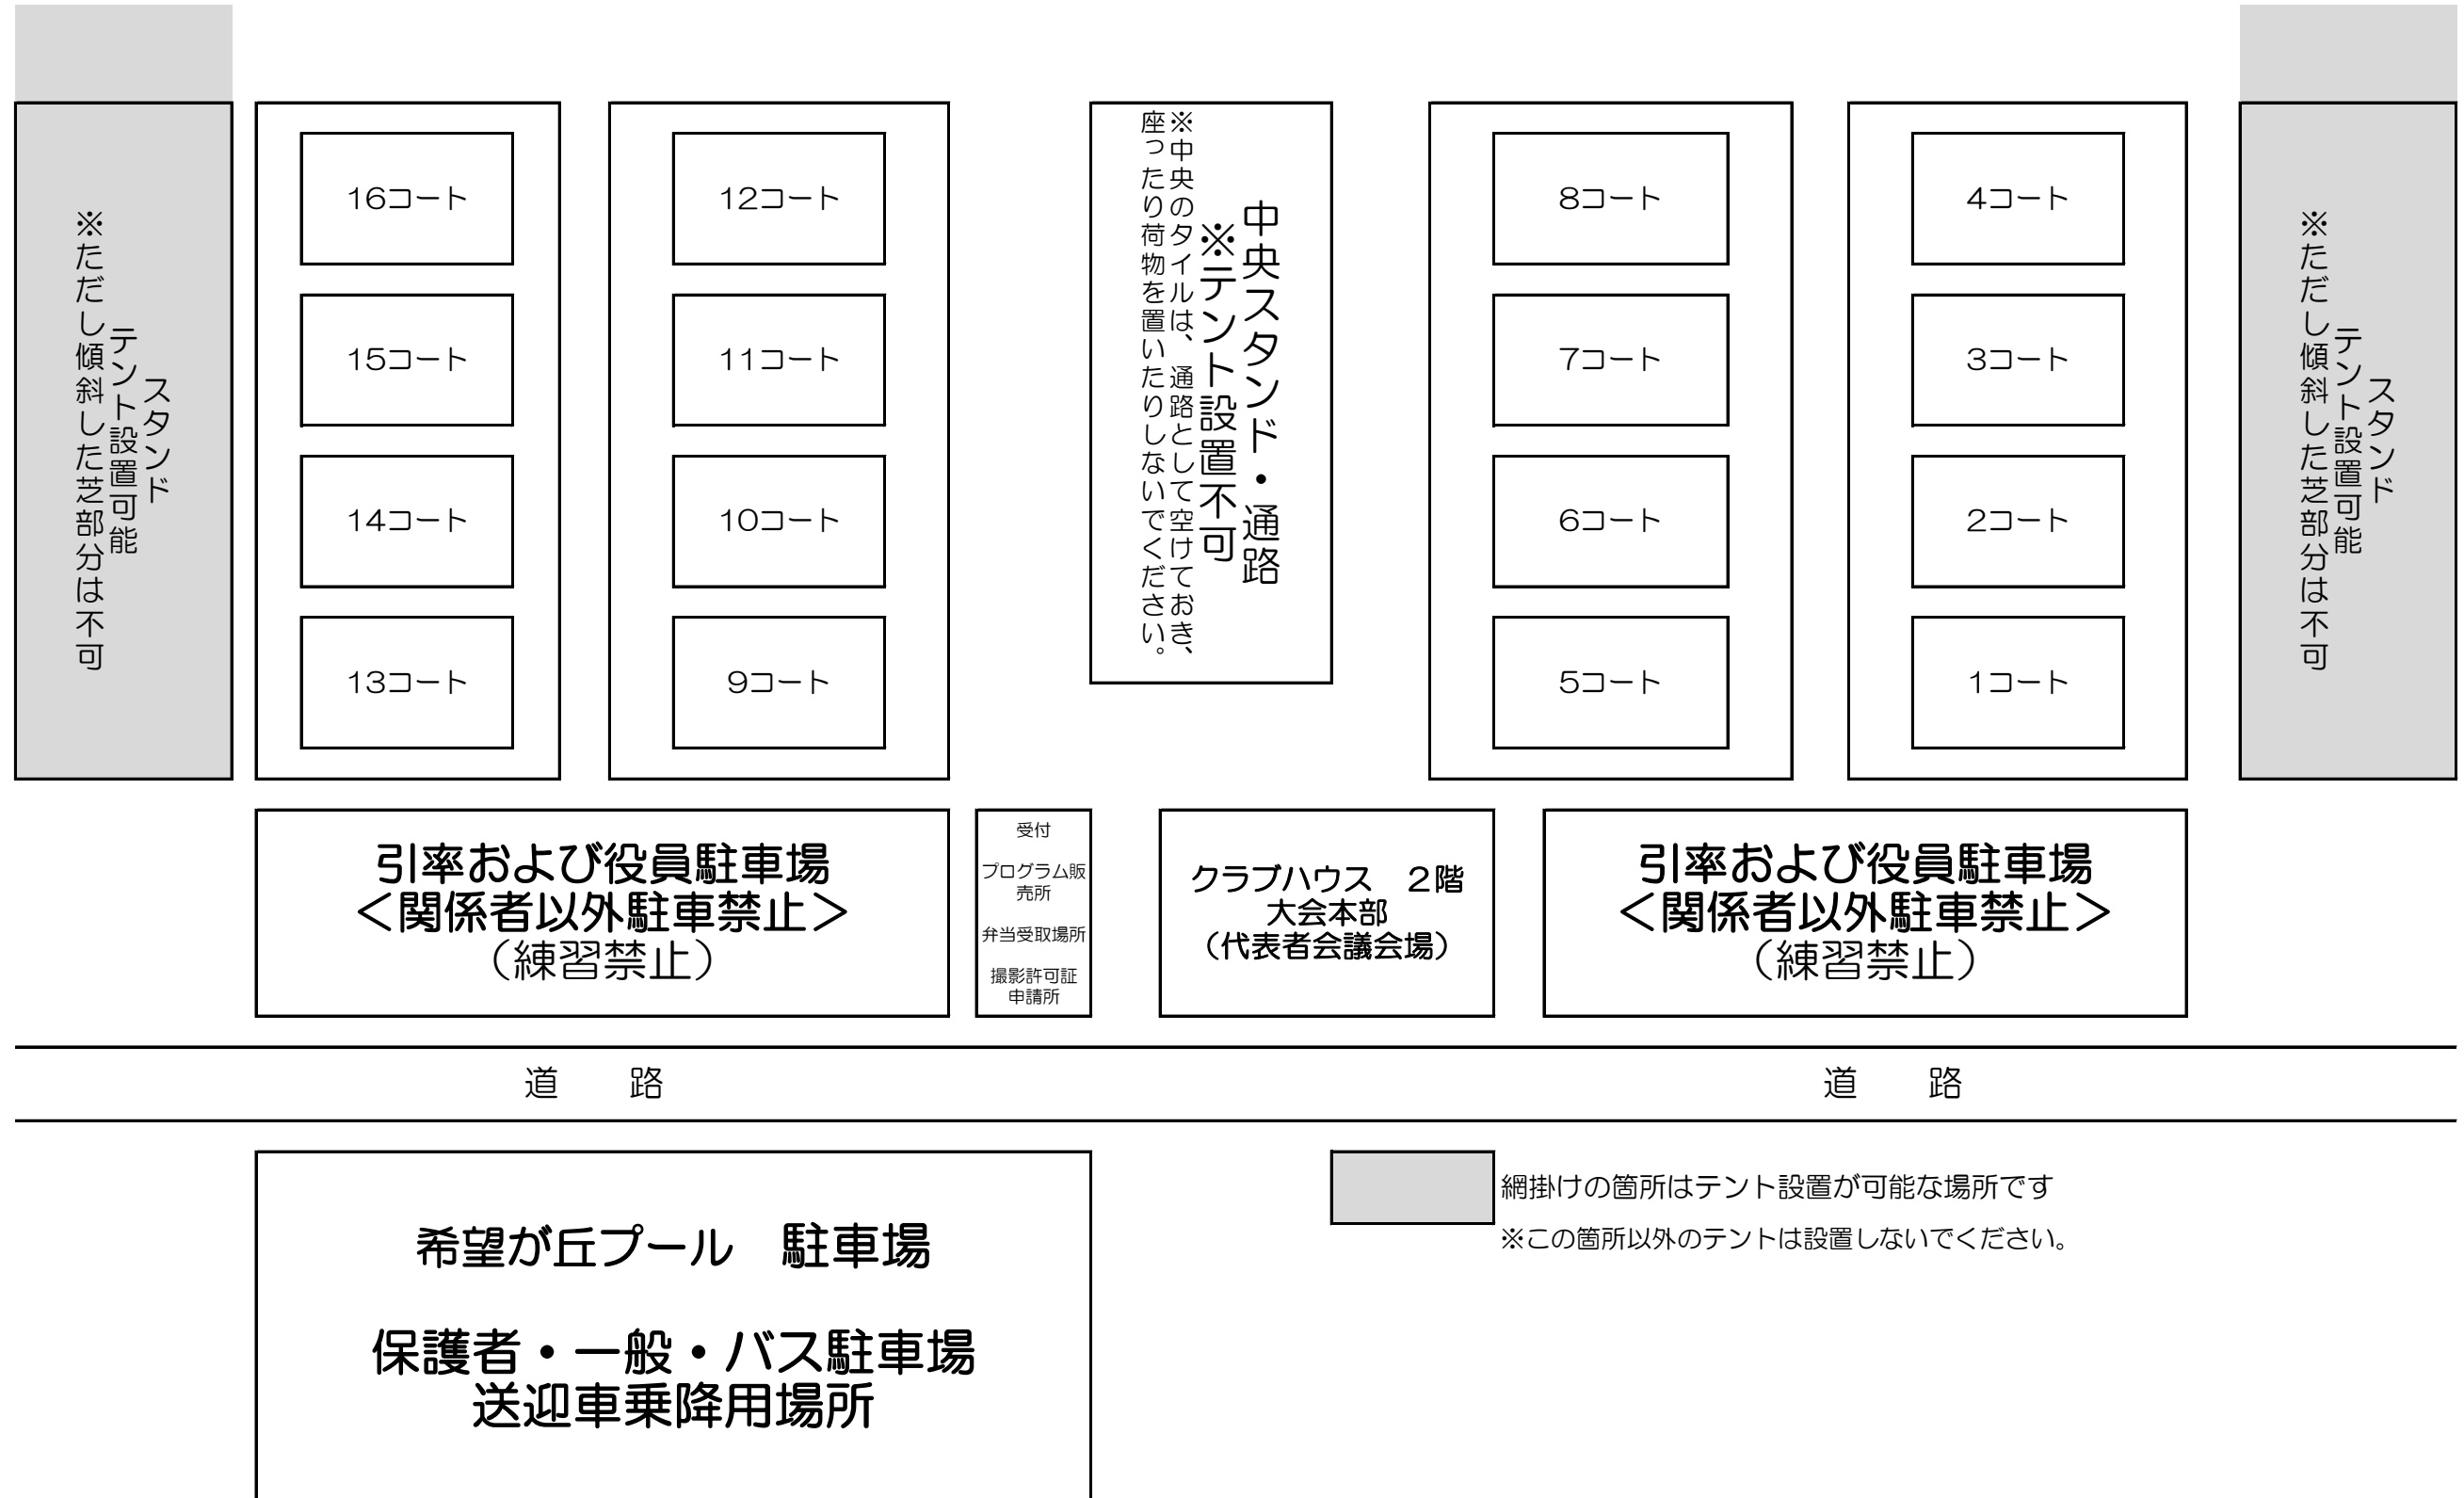 スタンド
テント設置可能
※ただし傾斜した芝部分は不可
16コート
15コート
14コート
13コート
12コート
11コート
10コート
9コート
中央スタンド・通路
※テント設置不可
※中央のタイルは、通路として空けておき、
座ったり荷物を置いたりしないでください。
8コート
7コート
6コート
5コート
4コート
3コート
2コート
1コート
スタンド
テント設置可能
※ただし傾斜した芝部分は不可
引率および役員駐車場
＜関係者以外駐車禁止＞
（練習禁止）
受付
プログラム販
売所
弁当受取場所
撮影許可証
申請所
クラブハウス　２階
大会本部
（代表者会議会場）
引率および役員駐車場
＜関係者以外駐車禁止＞
（練習禁止）
道　路
道　路
希望が丘プール　駐車場
保護者・一般・バス駐車場
送迎車乗降用場所
網掛けの箇所はテント設置が可能な場所です
※この箇所以外のテントは設置しないでください。